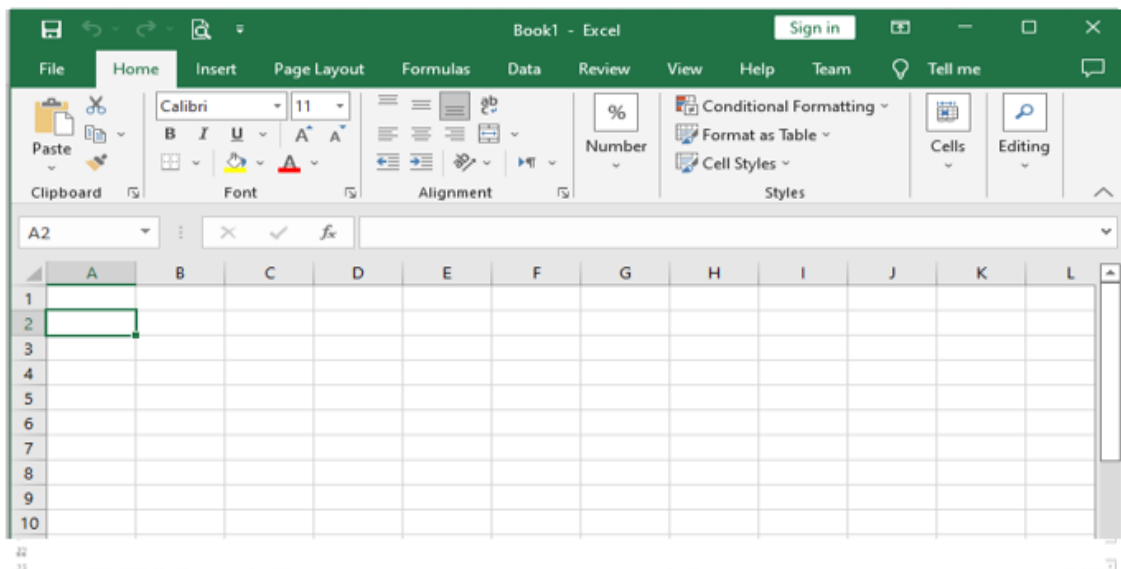 Book1 - Excel Sign in
File Home Insert Page Layout Formulas Data Review View Help Team Tell me
Calibri 11 ab % Conditional Formatting
Paste B I U A A Number Format as Table Cells Editing
A Cell Styles
Clipboard Font Alignment Styles
A2 fx
A B C D E F G H I J K L
1
2
3
4
5
6
7
8
9
10